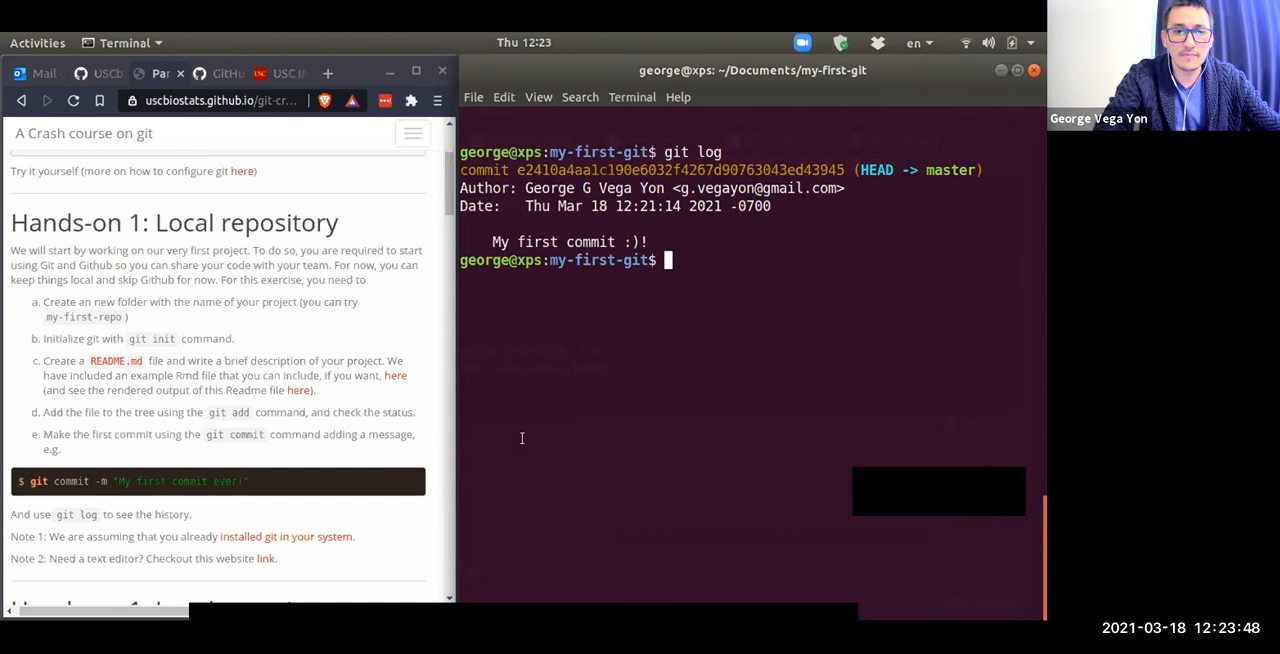 Activities
Terminal
Thu 12:23
en
Mail
USCb
Par
GitHu
USC IN
uscbiostats.github.io/git-cr...
A Crash course on git
Try it yourself (more on how to configure git here)
Hands-on 1: Local repository
We will start by working on our very first project. To do so, you are required to start
using Git and Github so you can share your code with your team. For now, you can
keep things local and skip Github for now. For this exercise, you need to
a. Create an new folder with the name of your project (you can try
my-first-repo )
b. Initialize git with git init command.
c. Create a README.md file and write a brief description of your project. We
have included an example Rmd file that you can include, if you want, here
(and see the rendered output of this Readme file here).
d. Add the file to the tree using the git add command, and check the status.
e. Make the first commit using the git commit command adding a message,
e.g.
$ git commit -m "My first commit ever!"
And use git log to see the history.
Note 1: We are assuming that you already installed git in your system.
Note 2: Need a text editor? Checkout this website link.
george@xps: ~/Documents/my-first-git
File Edit View Search Terminal Help
george@xps:my-first-git$ git log
commit e2410a4aa1c190e6032f4267d90763043ed43945 (HEAD -> master)
Author: George G Vega Yon <g.vegayon@gmail.com>
Date: Thu Mar 18 12:21:14 2021 -0700
My first commit :)!
george@xps:my-first-git$
George Vega Yon
2021-03-18 12:23:48